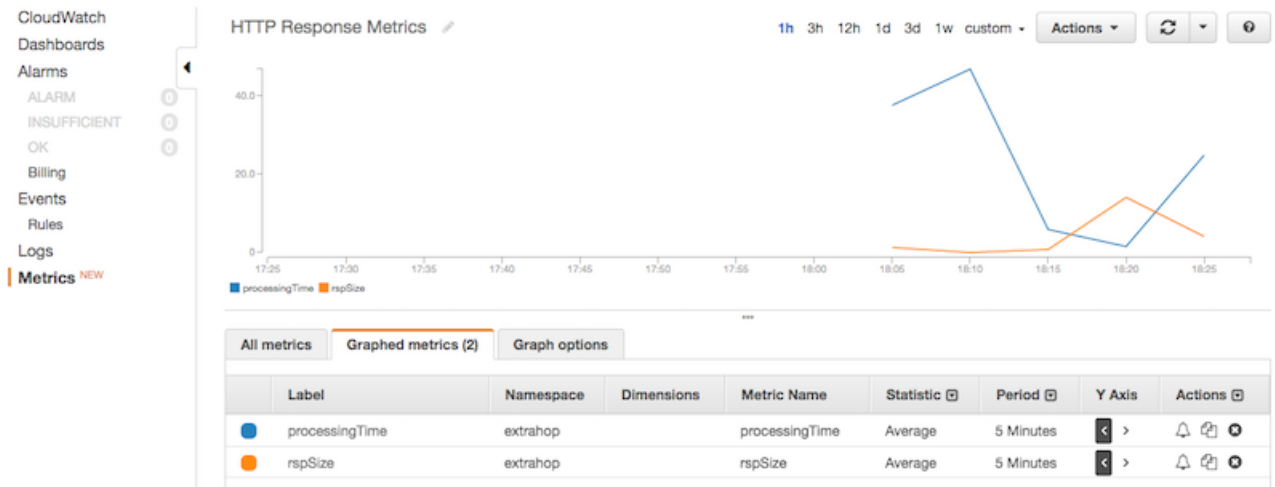 CloudWatch
Dashboards
Alarms
ALARM 0
INSUFFICIENT 0
OK 0
Billing
Events
Rules
Logs
Metrics NEW
HTTP Response Metrics
1h 3h 12h 1d 3d 1w custom Actions
40.0
20.0
0
17:25 17:30 17:35 17:40 17:45 17:50 17:55 18:00 18:05 18:10 18:15 18:20 18:25
processingTime rspSize
All metrics Graphed metrics (2) Graph options
Label Namespace Dimensions Metric Name Statistic Period Y Axis Actions
processingTime extrahop processingTime Average 5 Minutes < >
rspSize extrahop rspSize Average 5 Minutes < >